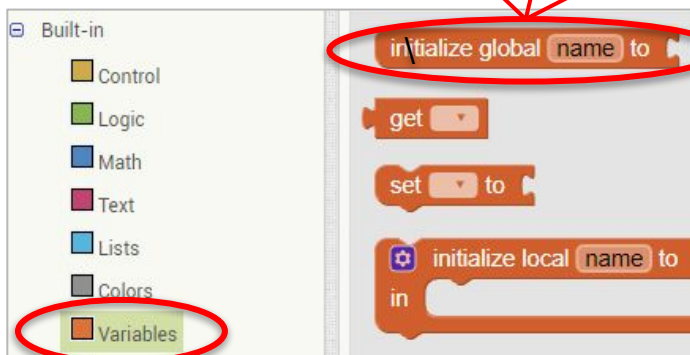 Built-in
Control
Logic
Math
Text
Lists
Colors
Variables
initialize global name to
get
set to
initialize local name to
in